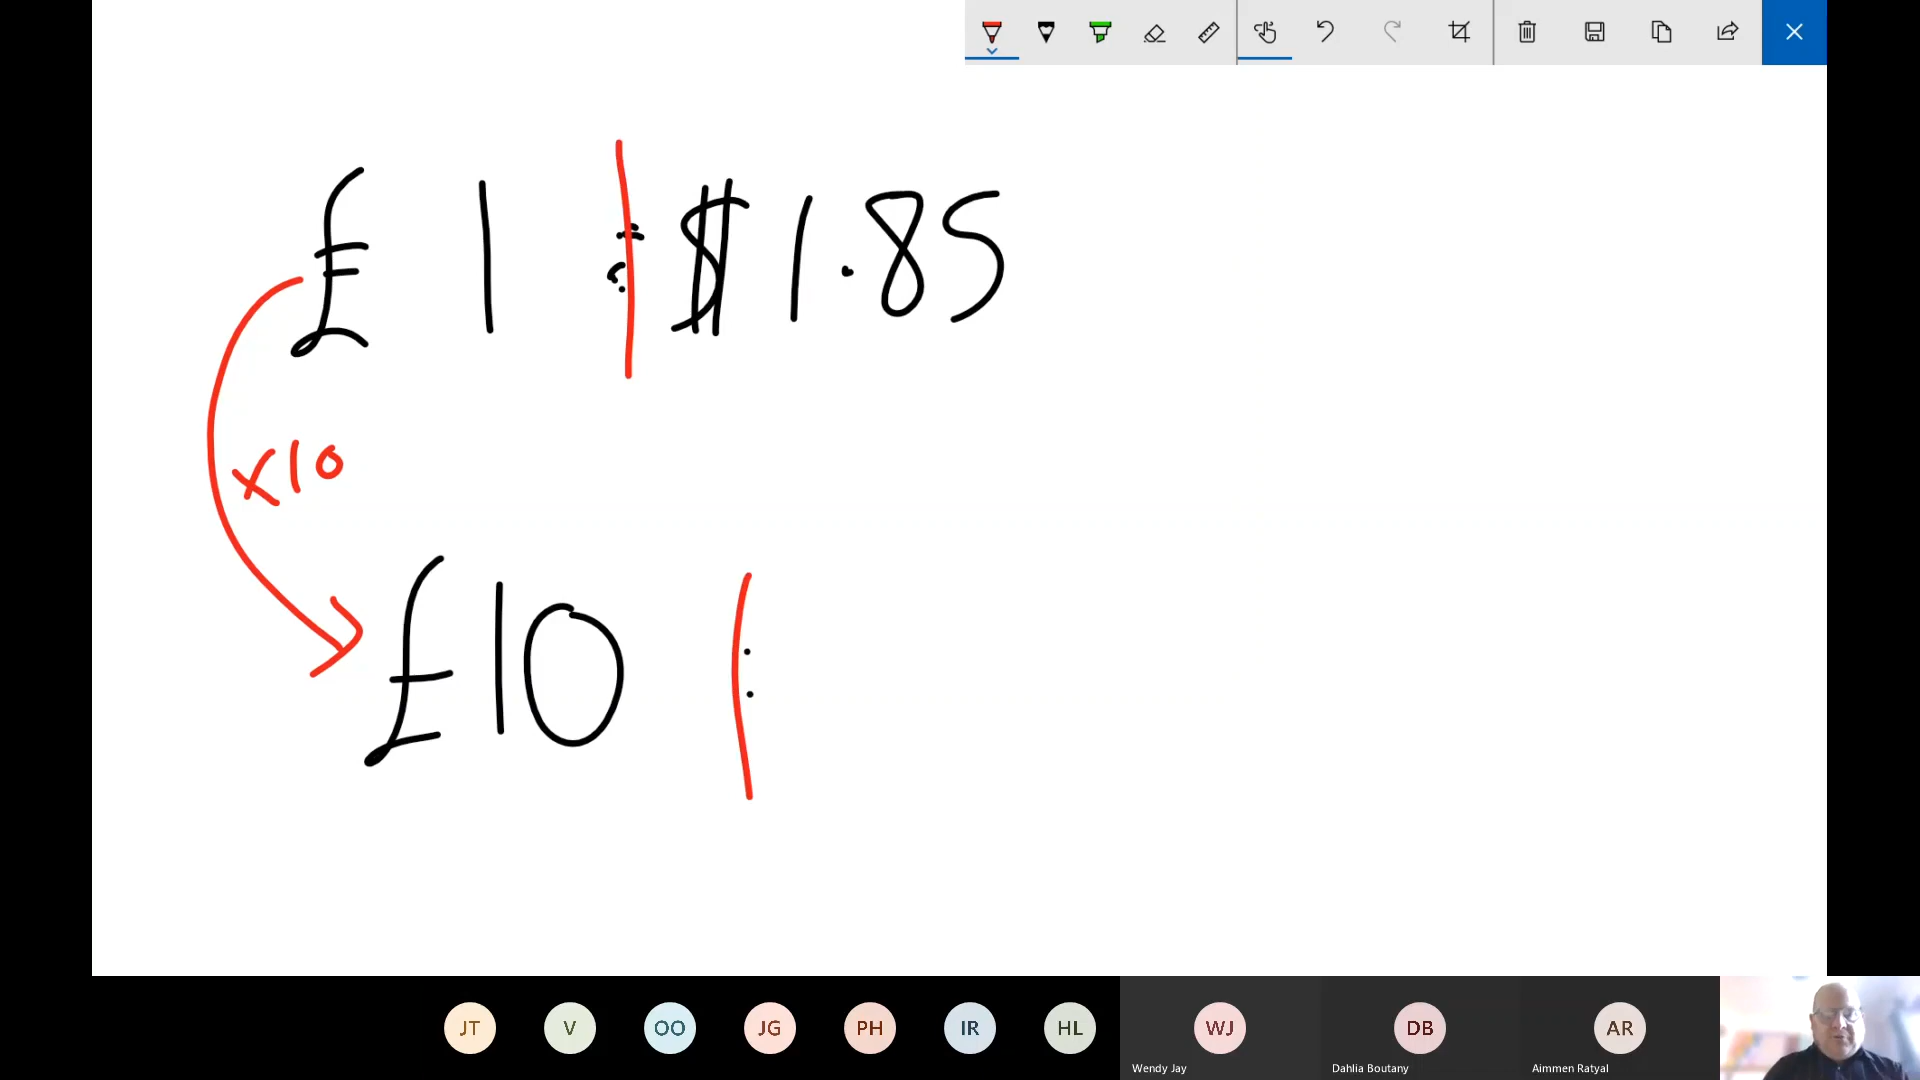 £ 1 : $1.85
x10
£10 :
JT V OO JG PH IR HL WJ DB AR
Wendy Jay Dahlia Boutany Aimmen Ratyal